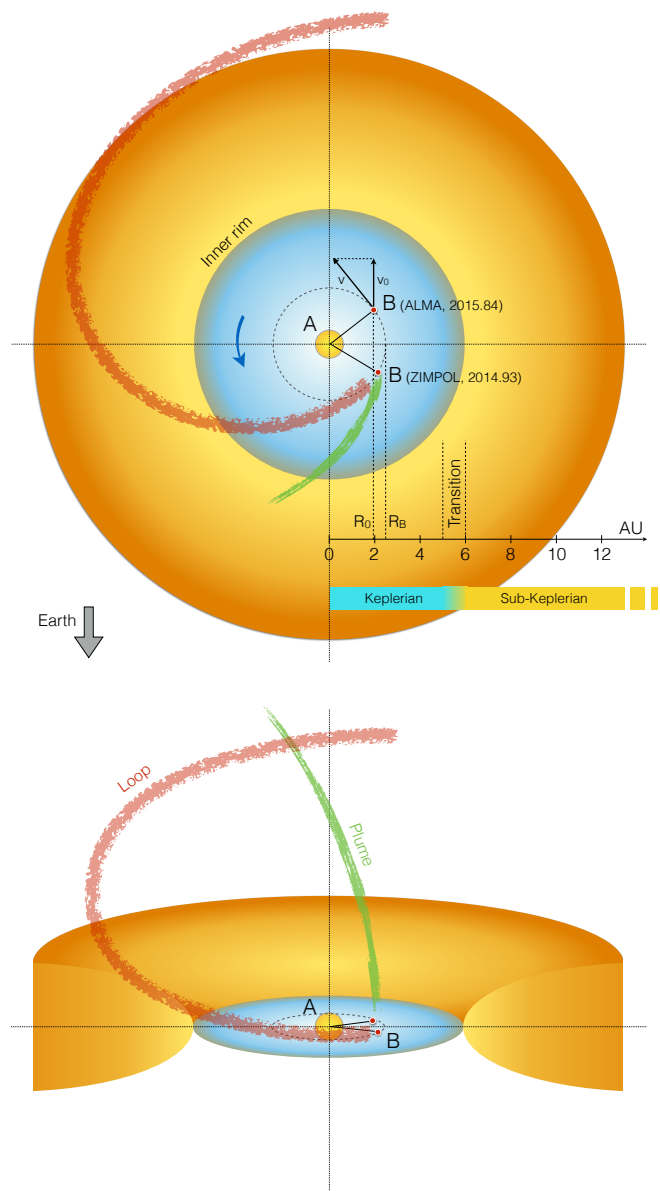 Inner rim
v
v₀
A
B (ALMA, 2015.84)
B (ZIMPOL, 2014.93)
Transition
R₀
R_B
AU
0
2
4
6
8
10
12
Keplerian
Sub-Keplerian
Earth
Loop
Plume
A
B